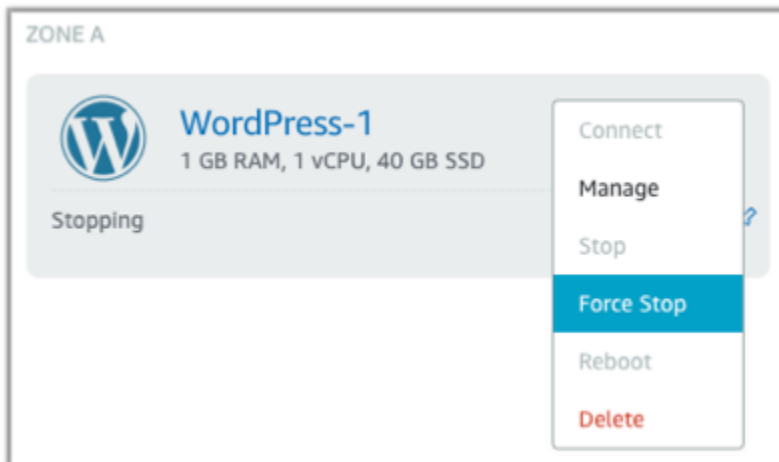 ZONE A
WordPress-1
1 GB RAM, 1 vCPU, 40 GB SSD
Stopping
Connect
Manage
Stop
Force Stop
Reboot
Delete